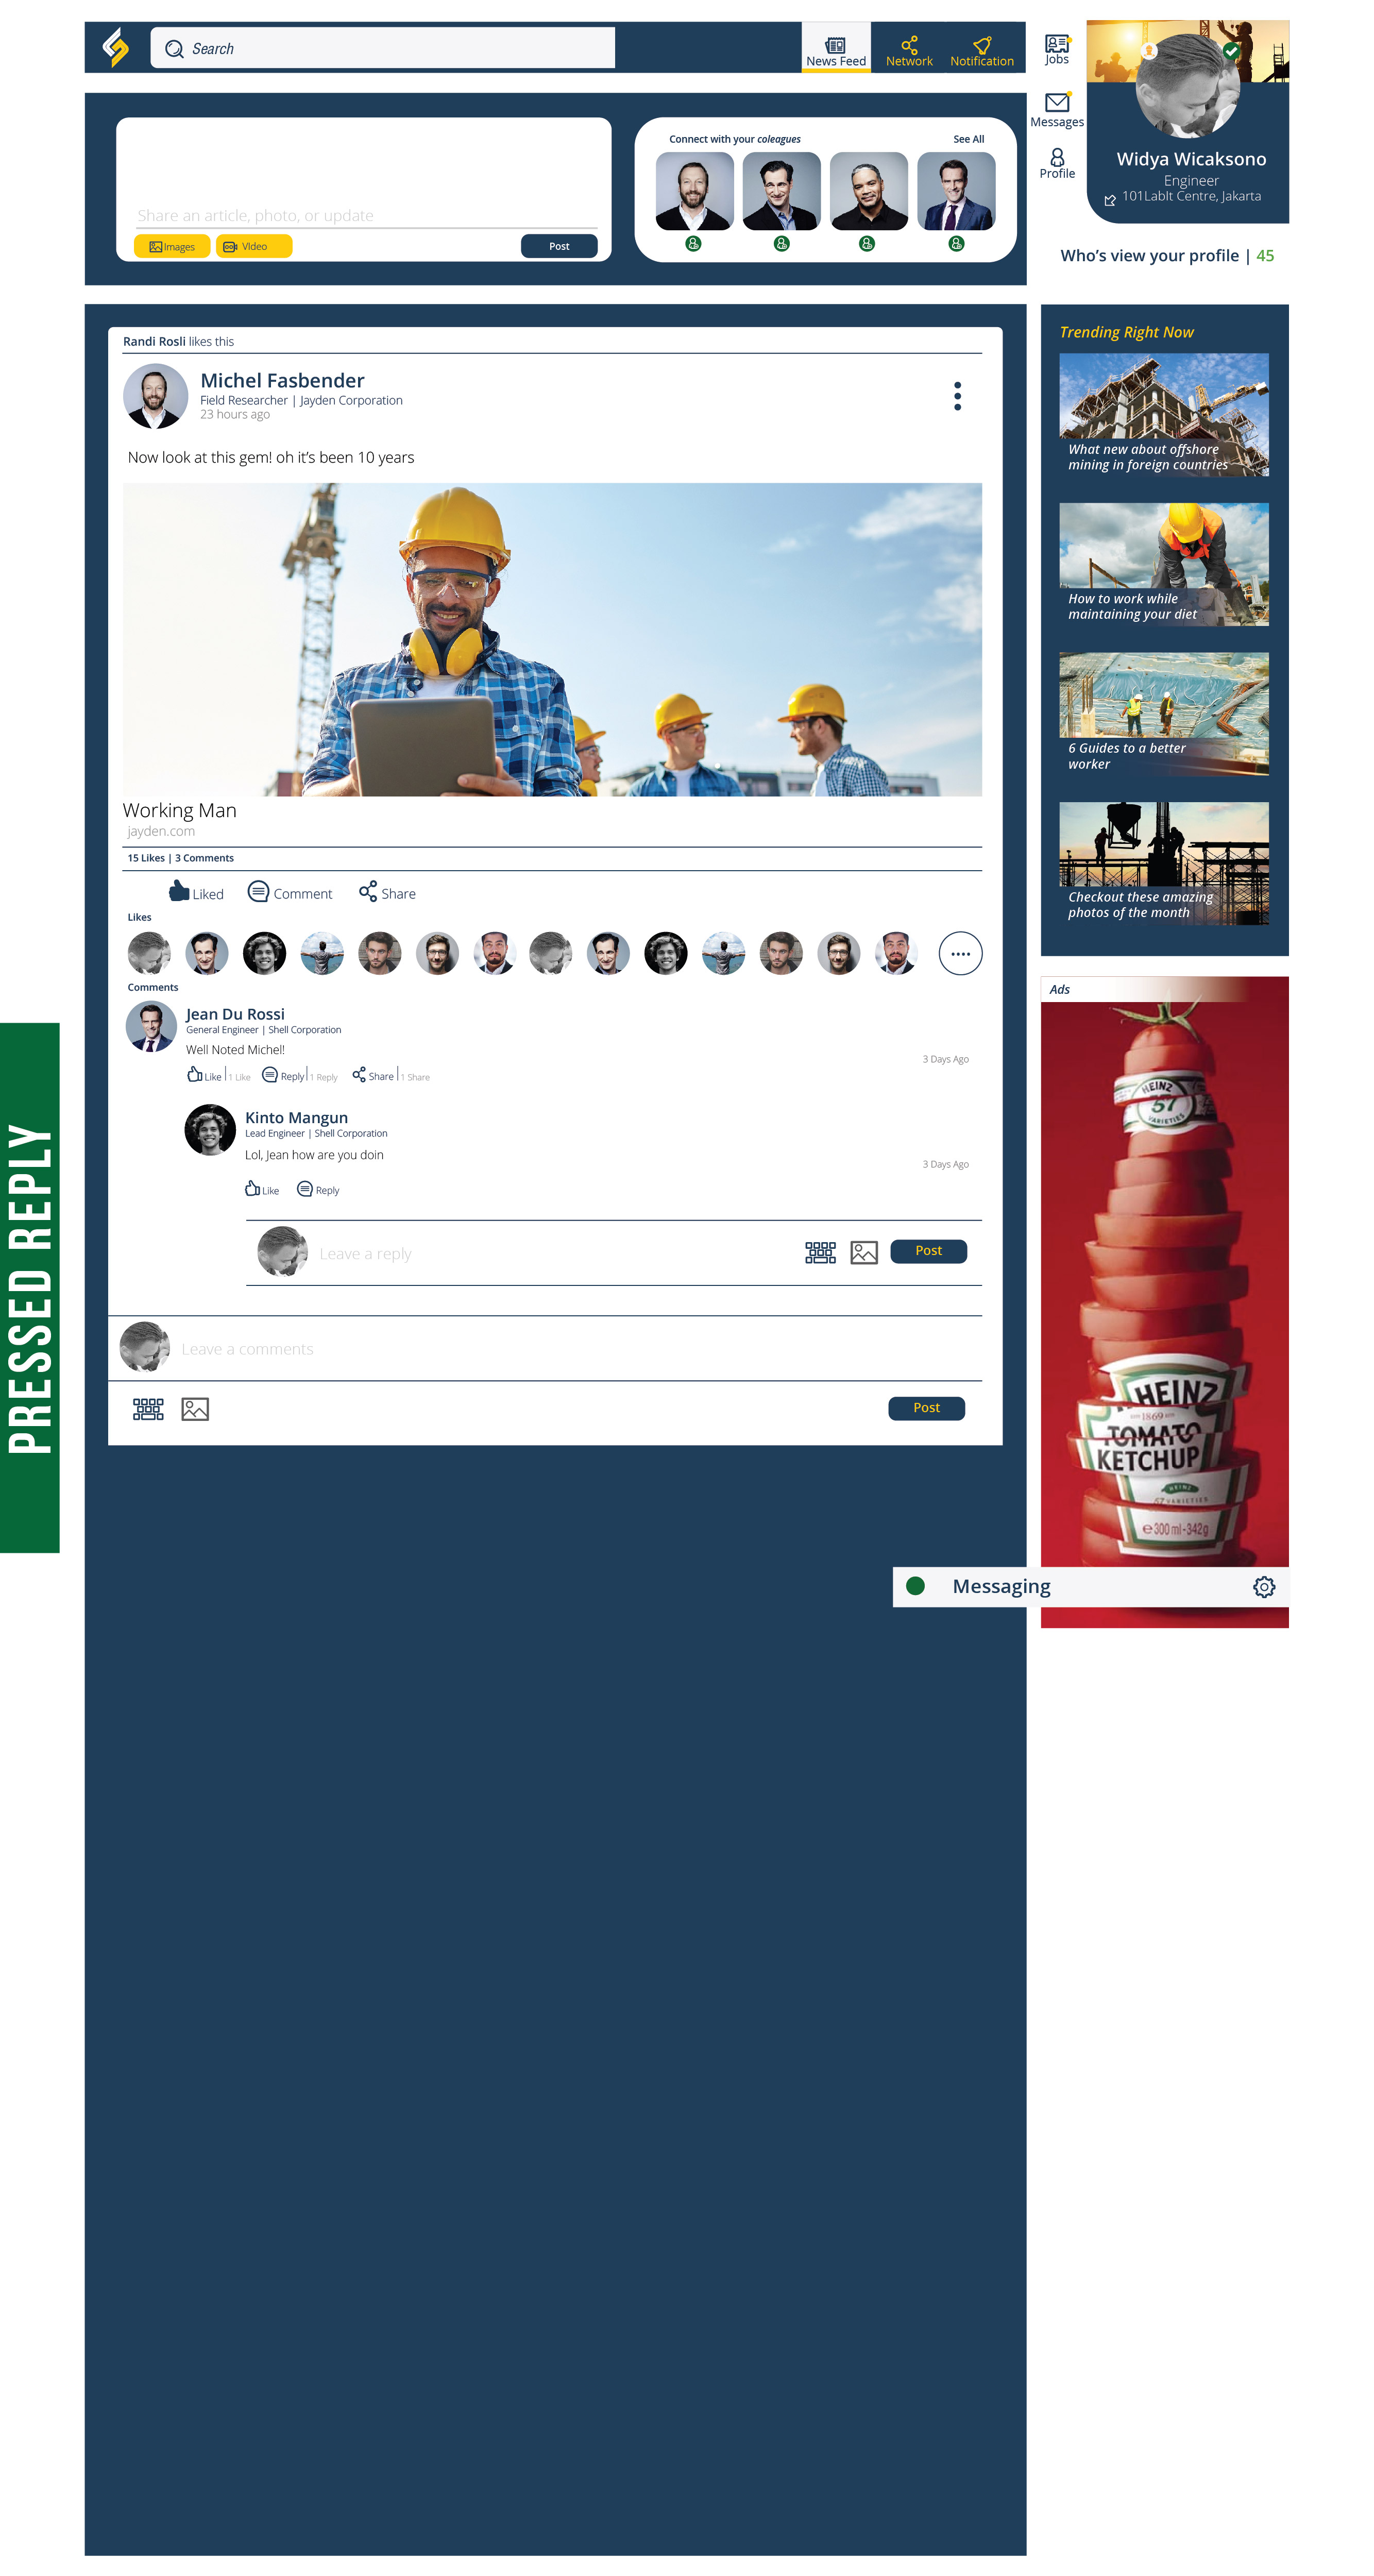 Search
News Feed
Network
Notification
Jobs
Messages
Profile
Widya Wicaksono
Engineer
101LabIt Centre, Jakarta
Who's view your profile | 45
Share an article, photo, or update
Images
VIdeo
Post
Connect with your coleagues
See All
Randi Rosli likes this
Michel Fasbender
Field Researcher | Jayden Corporation
23 hours ago
Now look at this gem! oh it's been 10 years
Working Man
jayden.com
15 Likes | 3 Comments
Liked
Comment
Share
Likes
Comments
Jean Du Rossi
General Engineer | Shell Corporation
Well Noted Michel!
3 Days Ago
Like | 1 Like
Reply | 1 Reply
Share | 1 Share
Kinto Mangun
Lead Engineer | Shell Corporation
Lol, Jean how are you doin
3 Days Ago
Like
Reply
Leave a reply
Post
Leave a comments
Post
PRESSED REPLY
Trending Right Now
What new about offshore
mining in foreign countries
How to work while
maintaining your diet
6 Guides to a better
worker
Checkout these amazing
photos of the month
Ads
HEINZ
57
VARIETIES
HEINZ
1869
TOMATO
KETCHUP
HEINZ
57 VARIETIES
e 300 ml-342g
Messaging